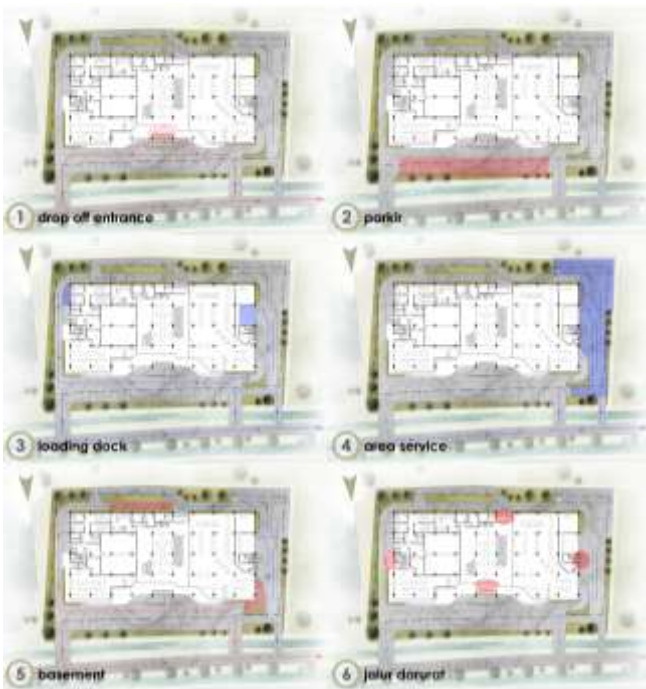 1 drop off entrance
2 parkir
3 loading dock
4 area service
5 basement
6 jalur darurat